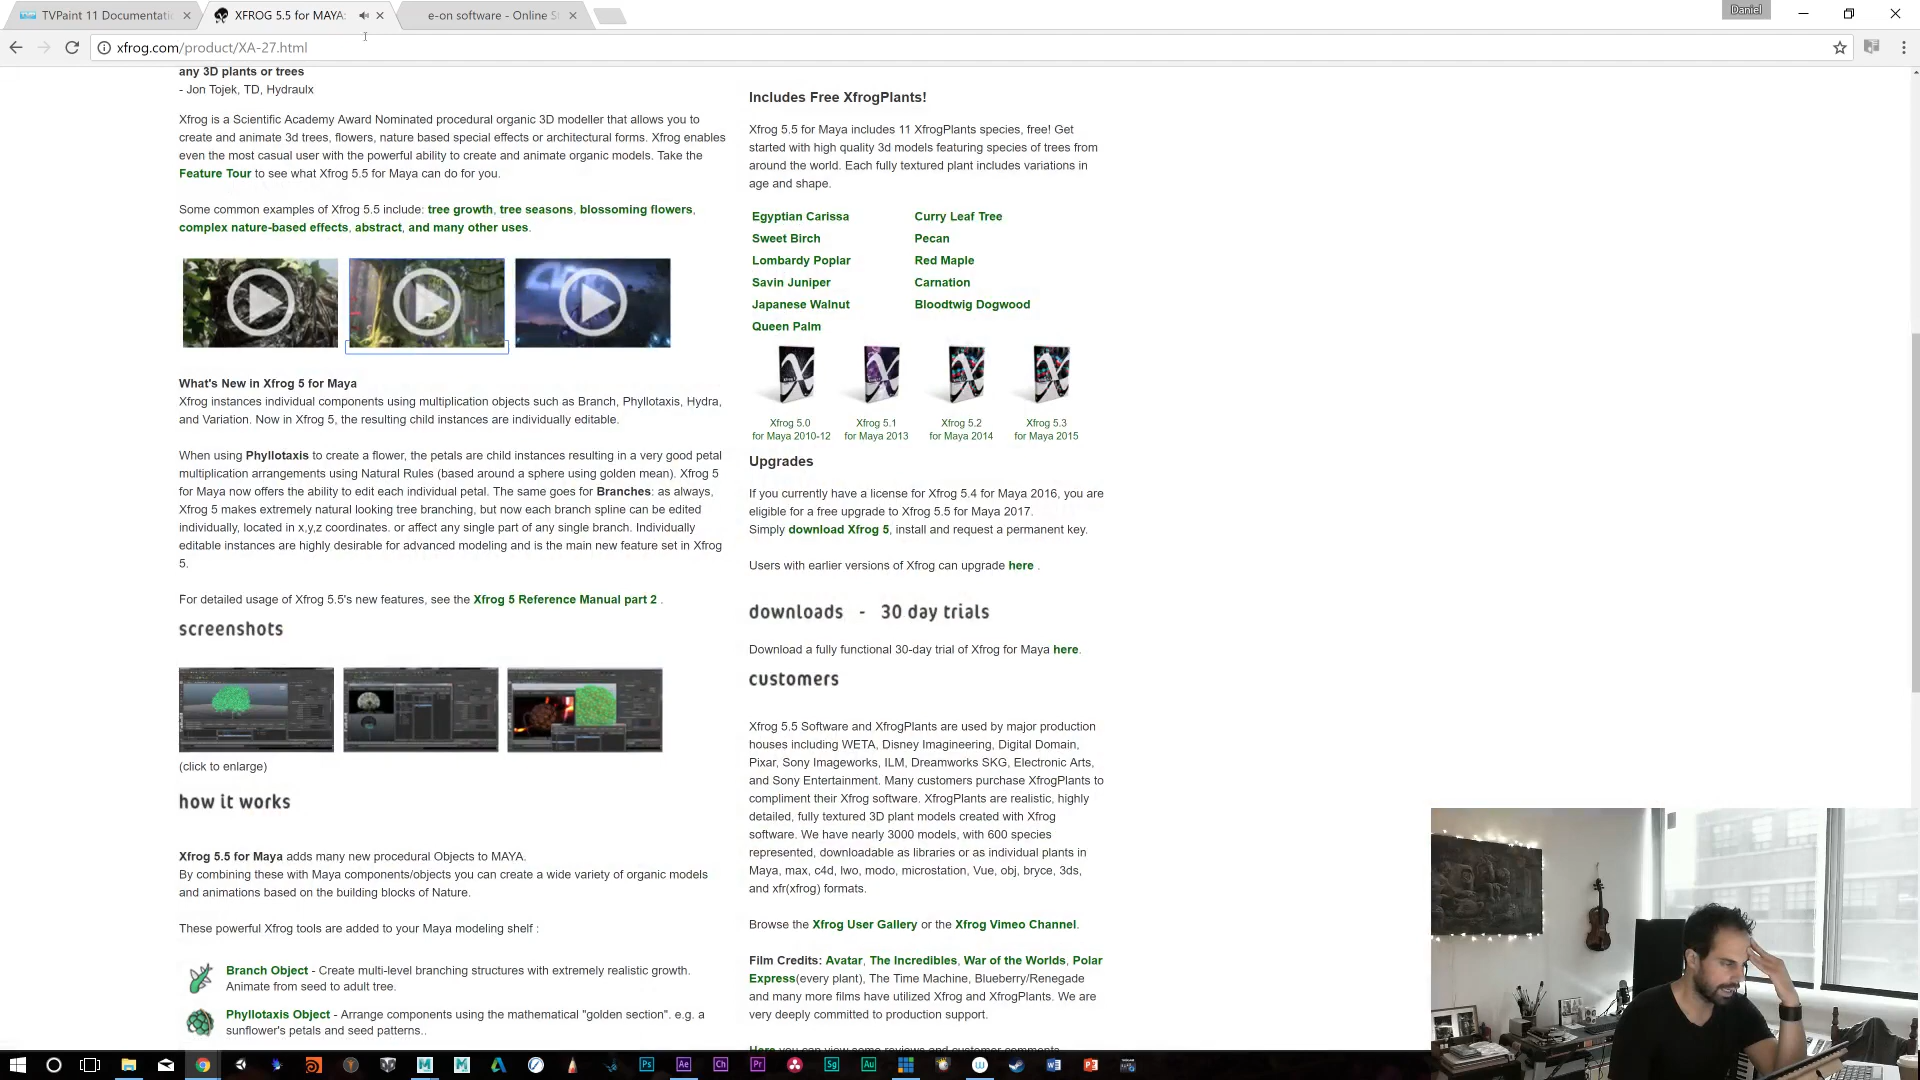 TVPaint 11 Documentatic
XFROG 5.5 for MAYA:
e-on software - Online S
Daniel
xfrog.com/product/XA-27.html
any 3D plants or trees
- Jon Tojek, TD, Hydraulx
Xfrog is a Scientific Academy Award Nominated procedural organic 3D modeller that allows you to
create and animate 3d trees, flowers, nature based special effects or architectural forms. Xfrog enables
even the most casual user with the powerful ability to create and animate organic models. Take the
Feature Tour to see what Xfrog 5.5 for Maya can do for you.
Some common examples of Xfrog 5.5 include: tree growth, tree seasons, blossoming flowers,
complex nature-based effects, abstract, and many other uses.
What's New in Xfrog 5 for Maya
Xfrog instances individual components using multiplication objects such as Branch, Phyllotaxis, Hydra,
and Variation. Now in Xfrog 5, the resulting child instances are individually editable.
When using Phyllotaxis to create a flower, the petals are child instances resulting in a very good petal
multiplication arrangements using Natural Rules (based around a sphere using golden mean). Xfrog 5
for Maya now offers the ability to edit each individual petal. The same goes for Branches: as always,
Xfrog 5 makes extremely natural looking tree branching, but now each branch spline can be edited
individually, located in x,y,z coordinates. or affect any single part of any single branch. Individually
editable instances are highly desirable for advanced modeling and is the main new feature set in Xfrog
5.
For detailed usage of Xfrog 5.5's new features, see the Xfrog 5 Reference Manual part 2 .
screenshots
(click to enlarge)
how it works
Xfrog 5.5 for Maya adds many new procedural Objects to MAYA.
By combining these with Maya components/objects you can create a wide variety of organic models
and animations based on the building blocks of Nature.
These powerful Xfrog tools are added to your Maya modeling shelf :
Branch Object - Create multi-level branching structures with extremely realistic growth.
Animate from seed to adult tree.
Phyllotaxis Object - Arrange components using the mathematical "golden section". e.g. a
sunflower's petals and seed patterns..
Includes Free XfrogPlants!
Xfrog 5.5 for Maya includes 11 XfrogPlants species, free! Get
started with high quality 3d models featuring species of trees from
around the world. Each fully textured plant includes variations in
age and shape.
Egyptian Carissa Curry Leaf Tree
Sweet Birch Pecan
Lombardy Poplar Red Maple
Savin Juniper Carnation
Japanese Walnut Bloodtwig Dogwood
Queen Palm
Xfrog 5.0 Xfrog 5.1 Xfrog 5.2 Xfrog 5.3
for Maya 2010-12 for Maya 2013 for Maya 2014 for Maya 2015
Upgrades
If you currently have a license for Xfrog 5.4 for Maya 2016, you are
eligible for a free upgrade to Xfrog 5.5 for Maya 2017.
Simply download Xfrog 5, install and request a permanent key.
Users with earlier versions of Xfrog can upgrade here .
downloads - 30 day trials
Download a fully functional 30-day trial of Xfrog for Maya here.
customers
Xfrog 5.5 Software and XfrogPlants are used by major production
houses including WETA, Disney Imagineering, Digital Domain,
Pixar, Sony Imageworks, ILM, Dreamworks SKG, Electronic Arts,
and Sony Entertainment. Many customers purchase XfrogPlants to
compliment their Xfrog software. XfrogPlants are realistic, highly
detailed, fully textured 3D plant models created with Xfrog
software. We have nearly 3000 models, with 600 species
represented, downloadable as libraries or as individual plants in
Maya, max, c4d, lwo, modo, microstation, Vue, obj, bryce, 3ds,
and xfr(xfrog) formats.
Browse the Xfrog User Gallery or the Xfrog Vimeo Channel.
Film Credits: Avatar, The Incredibles, War of the Worlds, Polar
Express(every plant), The Time Machine, Blueberry/Renegade
and many more films have utilized Xfrog and XfrogPlants. We are
very deeply committed to production support.
Here you can view some reviews and customer comments
Ps Ae Ch Pr Sg Au